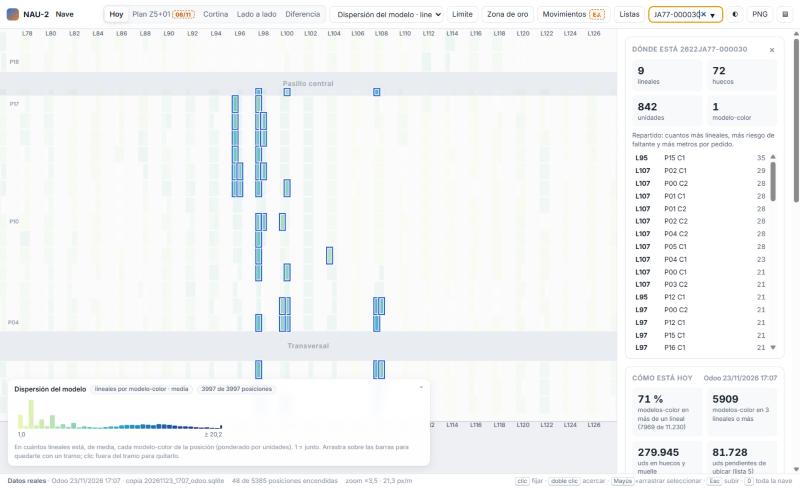 NAU-2 Nave
Hoy Plan Z5+01 Cortina Lado a lado Diferencia
Dispersión del modelo · line
Límite Zona de oro Movimientos Listas
PNG
L78 L80 L82 L84 L86 L88 L90 L92 L94 L96 L98 L100 L102 L104 L106 L108 L110 L112 L114 L116 L118 L120 L122 L124 L126
P18
Pasillo central
P17
P10
P04
Transversal
DÓNDE ESTÁ 2622JA77-000030 ×
9 lineales
72 huecos
842 unidades
1 modelo-color
Repartido: cuantos más lineales, más riesgo de
faltante y más metros por pedido.
L95 P15 C1 35
L107 P02 C1 29
L107 P00 C2 28
L107 P01 C1 28
L107 P01 C2 28
L107 P04 C2 28
L107 P05 C1 28
L107 P04 C1 23
L107 P00 C1 21
L107 P03 C2 21
L95 P12 C1 21
L97 P00 C2 21
L97 P12 C1 21
L97 P15 C1 21
L97 P16 C1 21
Dispersión del modelo
lineales por modelo-color · media
3997 de 3997 posiciones
1,0 ≥ 20,2
En cuántos lineales está, de media, cada modelo-color de la posición (ponderado por unidades). 1 = junto. Arrastra sobre las barras para
quedarte con un tramo; clic fuera del tramo para quitarlo.
12 L114 L116 L118 L120 L122 L124 L126
CÓMO ESTÁ HOY Odoo 23/11/2026 17:07
71 %
modelos-color en
más de un lineal
(7969 de 11.230)
5909
modelos-color en 3
lineales o más
279.945
uds en huecos y
muelle
81.728
uds pendientes de
ubicar (lista 5)
Datos reales · Odoo 23/11/2026 17:07 · copia 20261123_1707_odoo.sqlite 48 de 5385 posiciones encendidas zoom ×3,5 · 21,3 px/m
clic fijar · doble clic acercar · Mayús +arrastrar seleccionar · Esc subir · 0 toda la nave